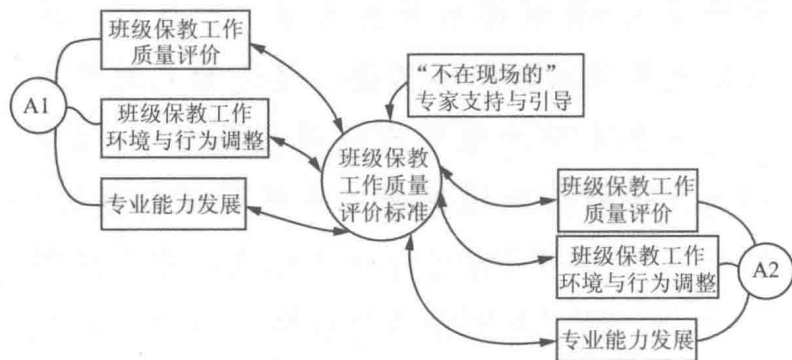 班级保教工作
质量评价
A1
班级保教工作
环境与行为调整
专业能力发展
“不在现场的”
专家支持与引导
班级保教
工作质量
评价标准
班级保教工作
质量评价
班级保教工作
环境与行为调整
A2
专业能力发展